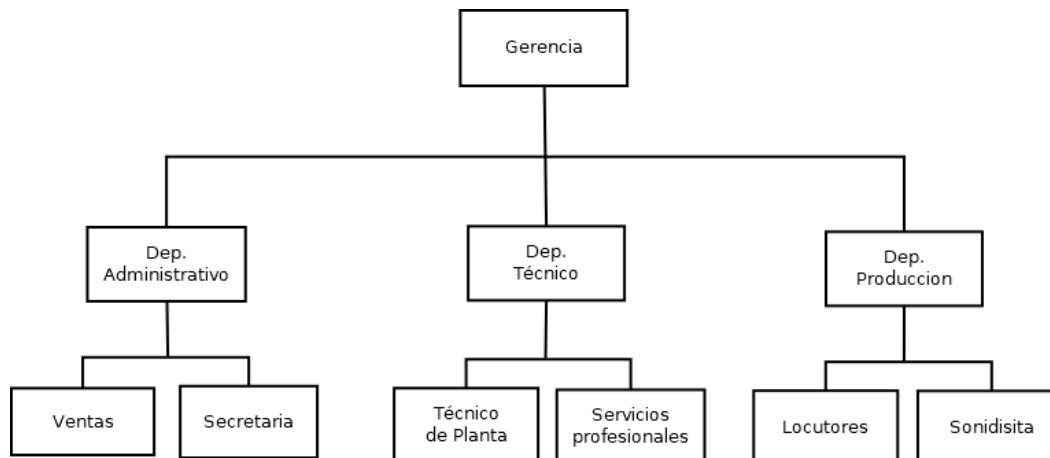 Gerencia
Dep.
Administrativo
Dep.
Técnico
Dep.
Produccion
Ventas
Secretaria
Técnico
de Planta
Servicios
profesionales
Locutores
Sonidisita